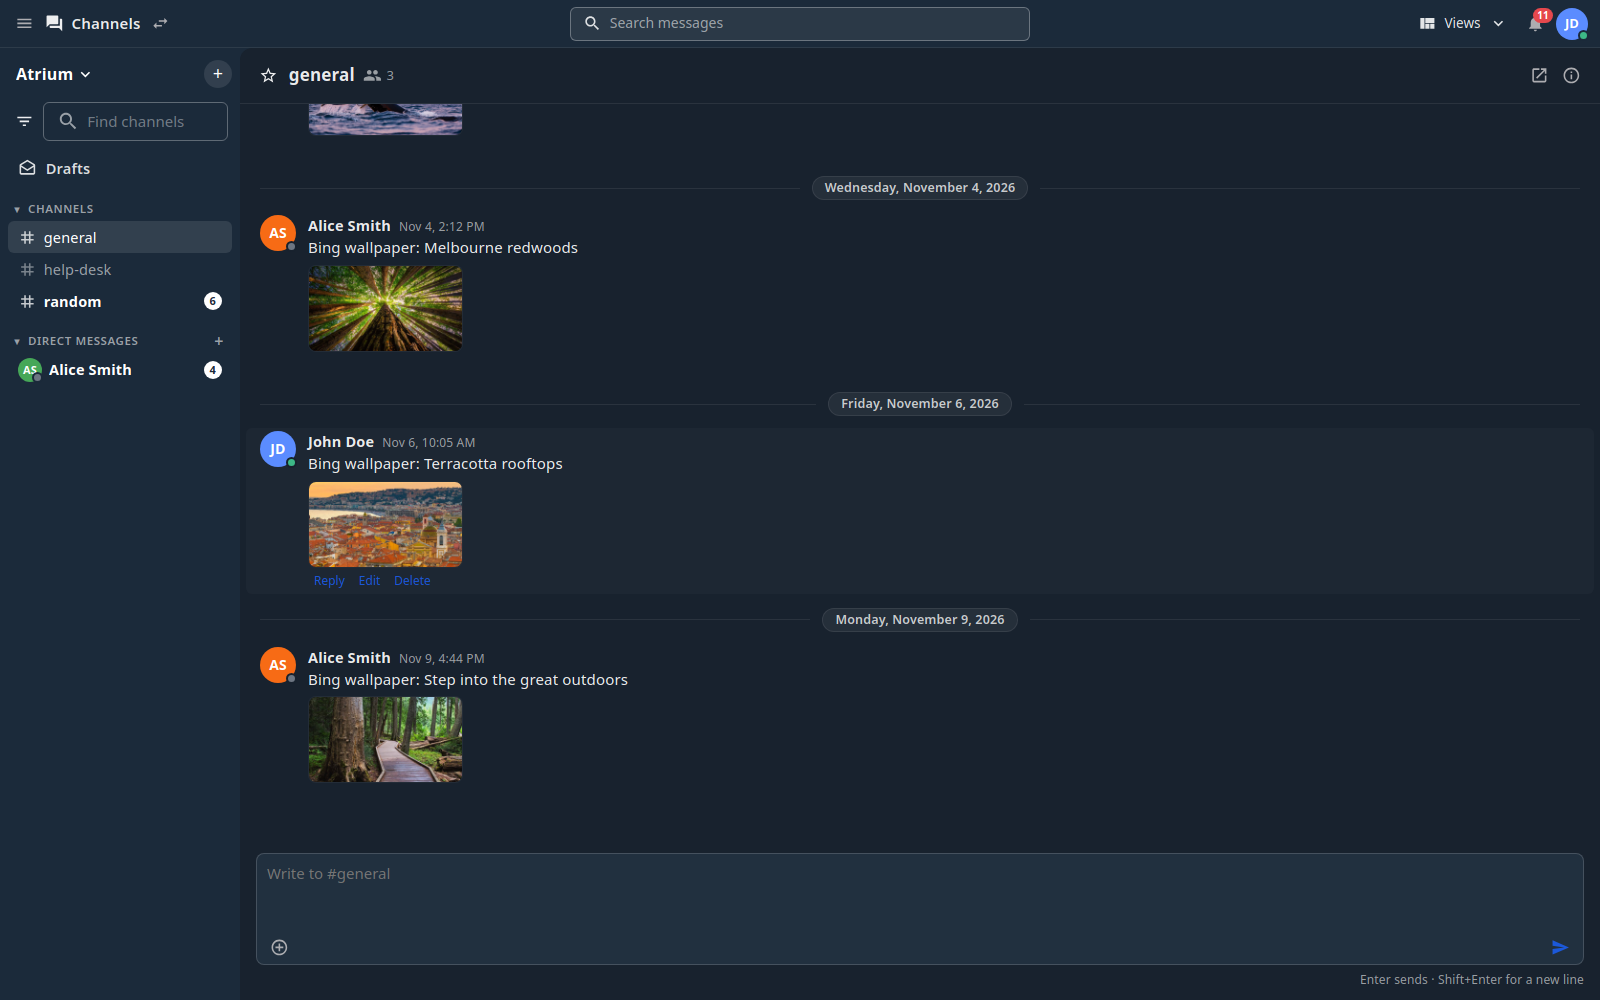 Channels
Search messages
Views
11
JD
Atrium
+
Find channels
Drafts
CHANNELS
general
help-desk
random
6
DIRECT MESSAGES
+
AS
Alice Smith
4
general
3
Wednesday, November 4, 2026
AS
Alice Smith Nov 4, 2:12 PM
Bing wallpaper: Melbourne redwoods
Friday, November 6, 2026
JD
John Doe Nov 6, 10:05 AM
Bing wallpaper: Terracotta rooftops
Reply Edit Delete
Monday, November 9, 2026
AS
Alice Smith Nov 9, 4:44 PM
Bing wallpaper: Step into the great outdoors
Write to #general
Enter sends · Shift+Enter for a new line